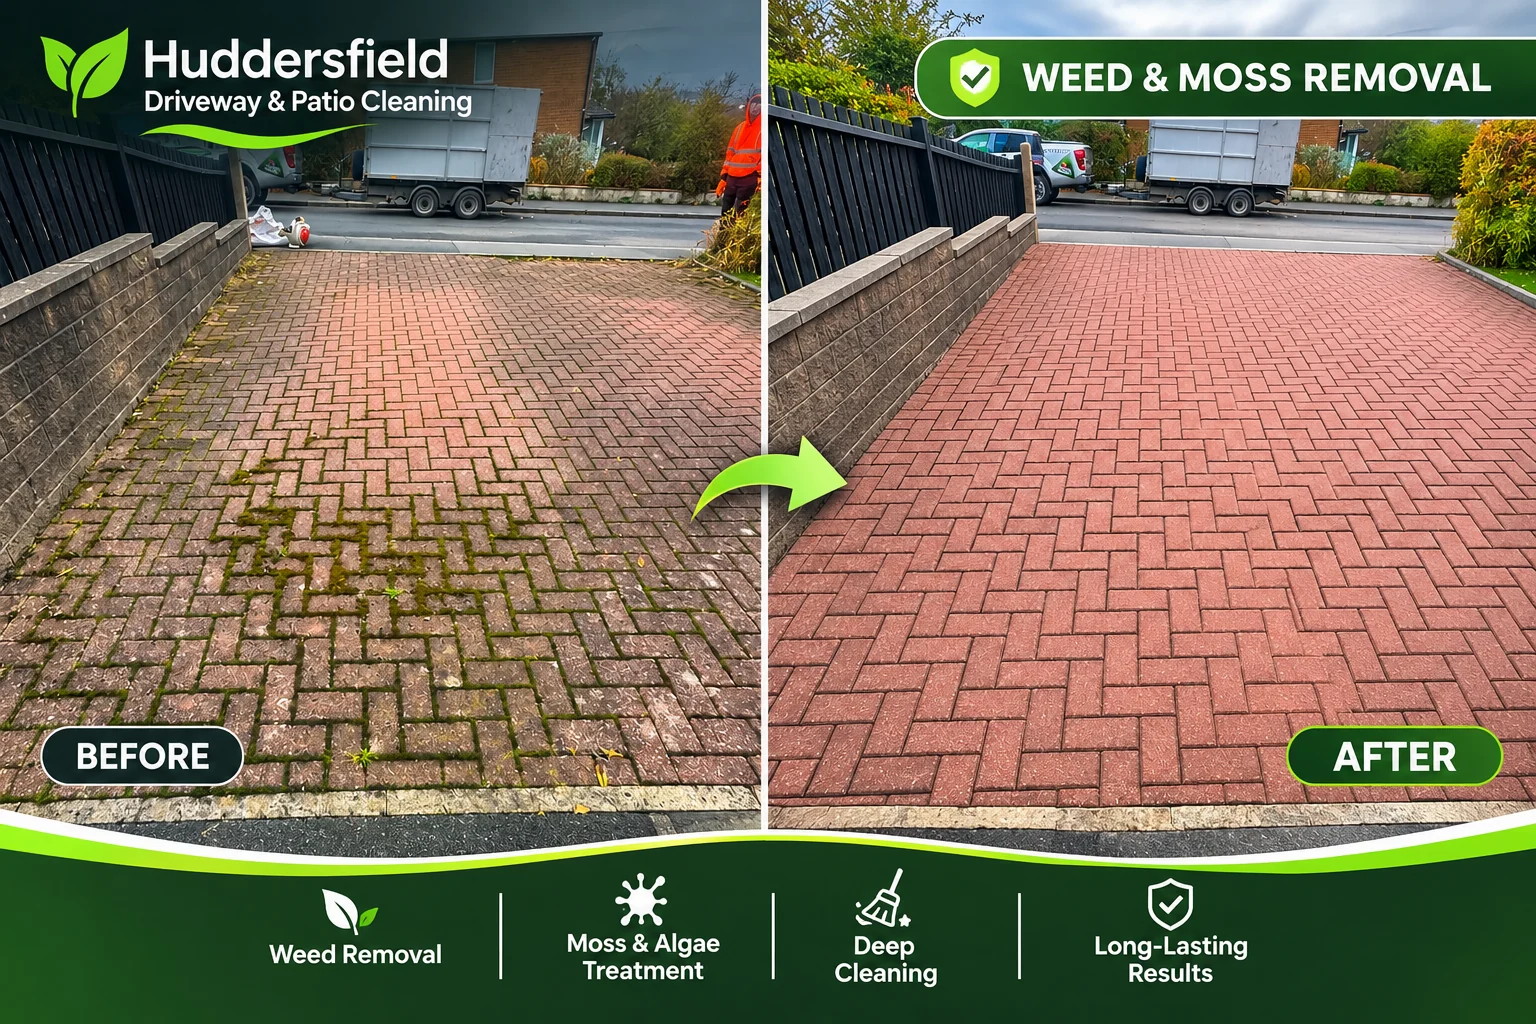 Huddersfield
Driveway & Patio Cleaning
WEED & MOSS REMOVAL
BEFORE
AFTER
Weed Removal
Moss & Algae
Treatment
Deep
Cleaning
Long-Lasting
Results